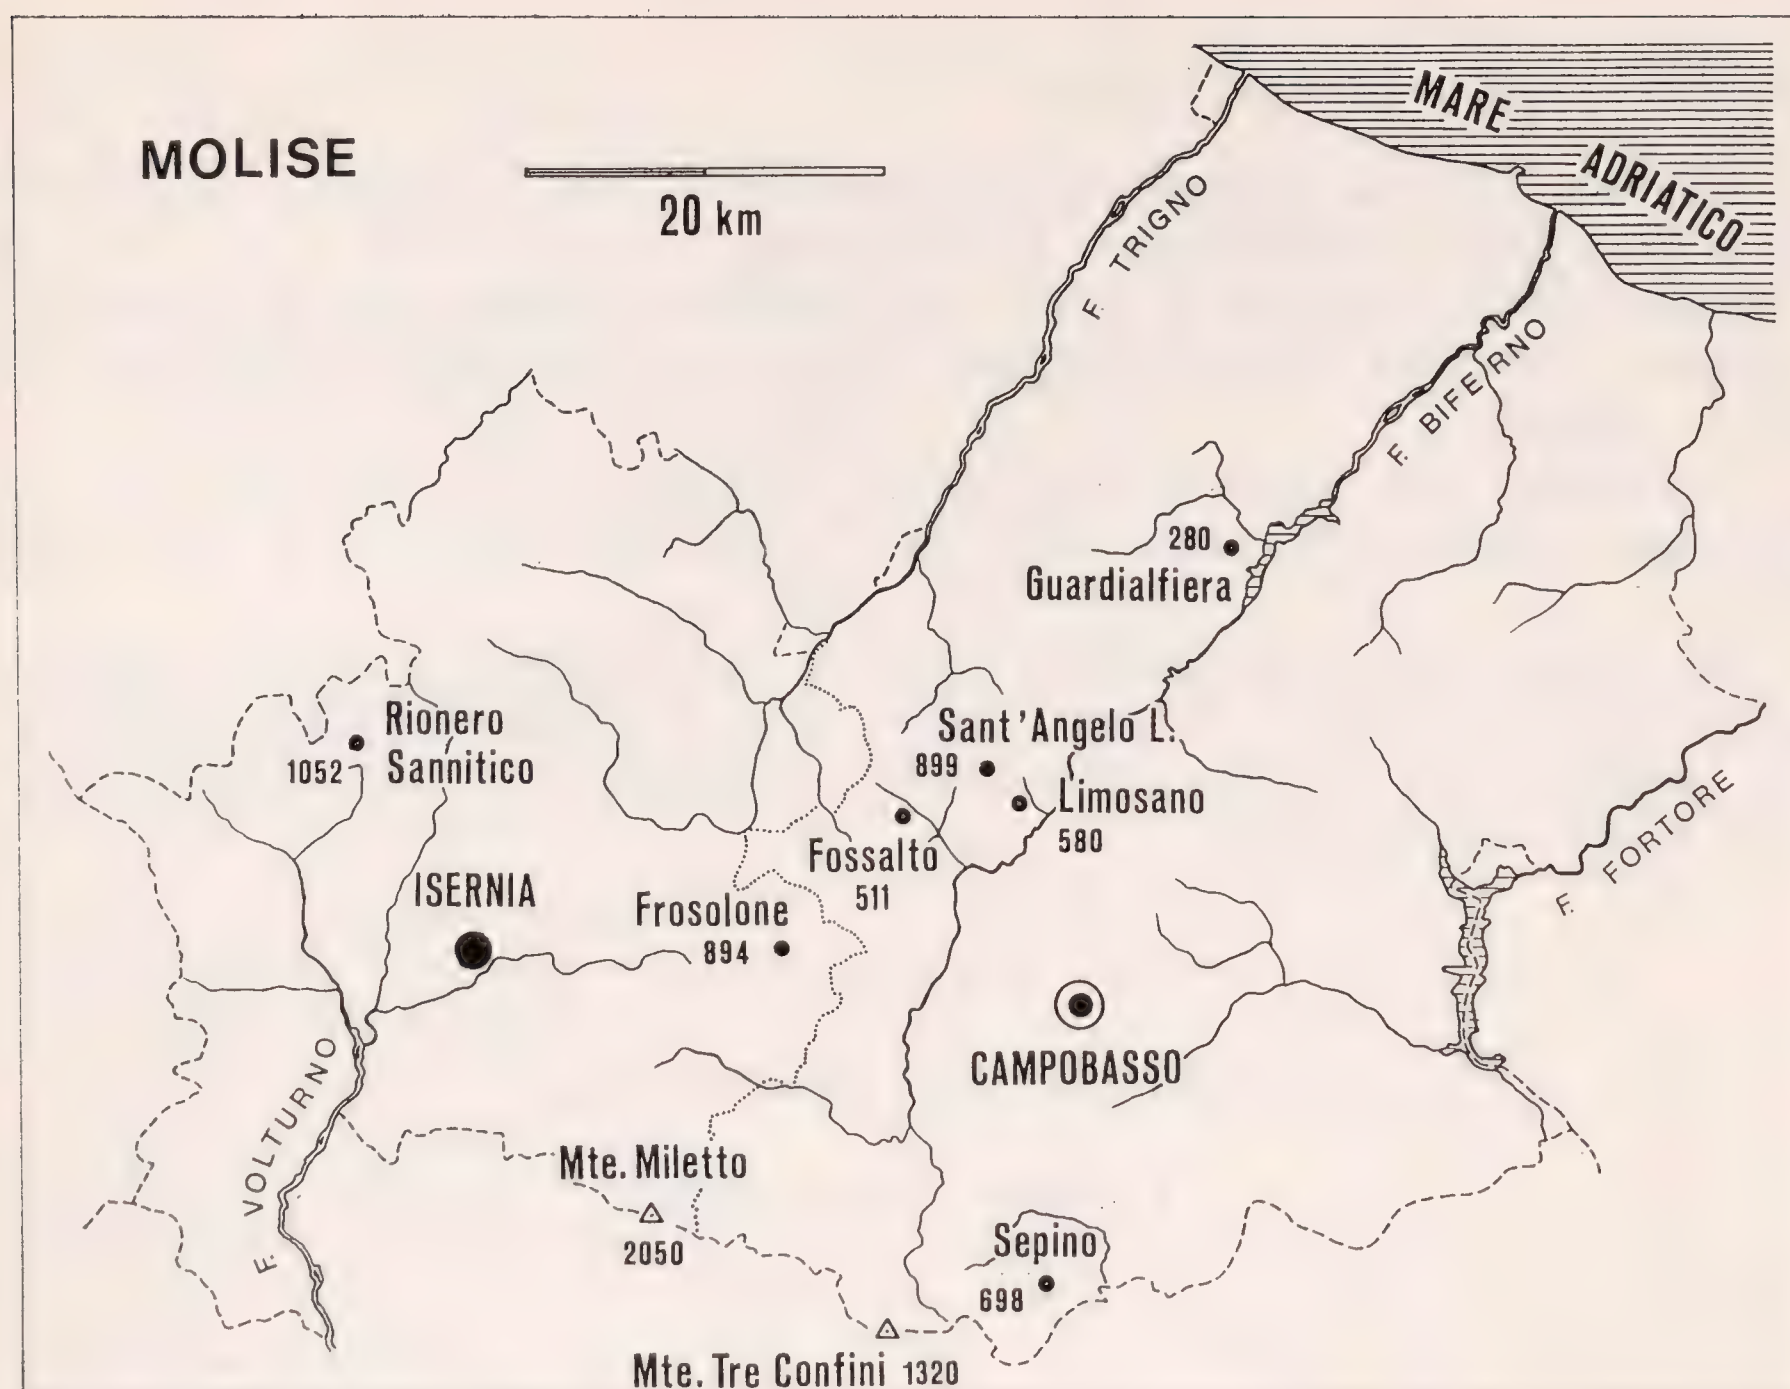 MOLISE
20 km
MARE
ADRIATICO
F. TRIGNO
F. BIFERNO
280
Guardialfiera
Rionero
Sannitico
1052
Sant'Angelo L.
899
Limosano
580
Fossalto
511
ISERNIA
Frosolone
894
F. FORTORE
CAMPOBASSO
F. VOLTURNO
Mte. Miletto
2050
Sepino
698
Mte. Tre Confini 1320